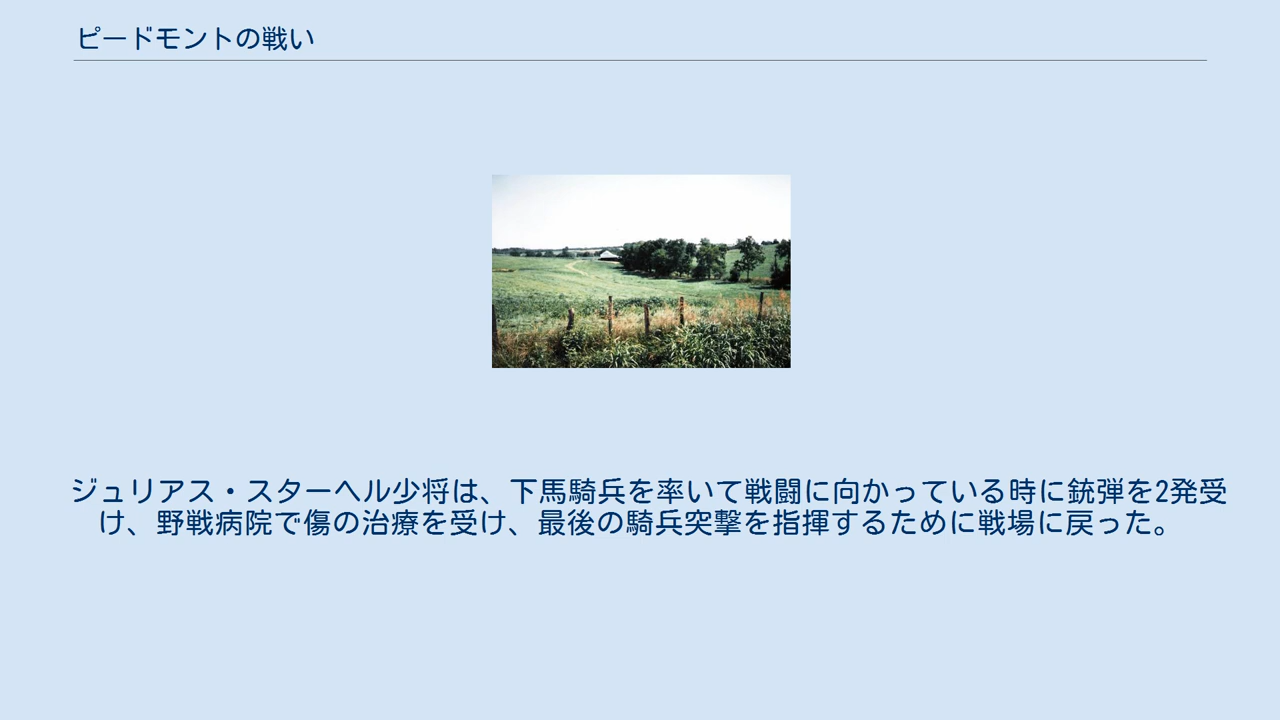 ピードモントの戦い
ジュリアス・スターヘル少将は、下馬騎兵を率いて戦闘に向かっている時に銃弾を2発受
け、野戦病院で傷の治療を受け、最後の騎兵突撃を指揮するために戦場に戻った。